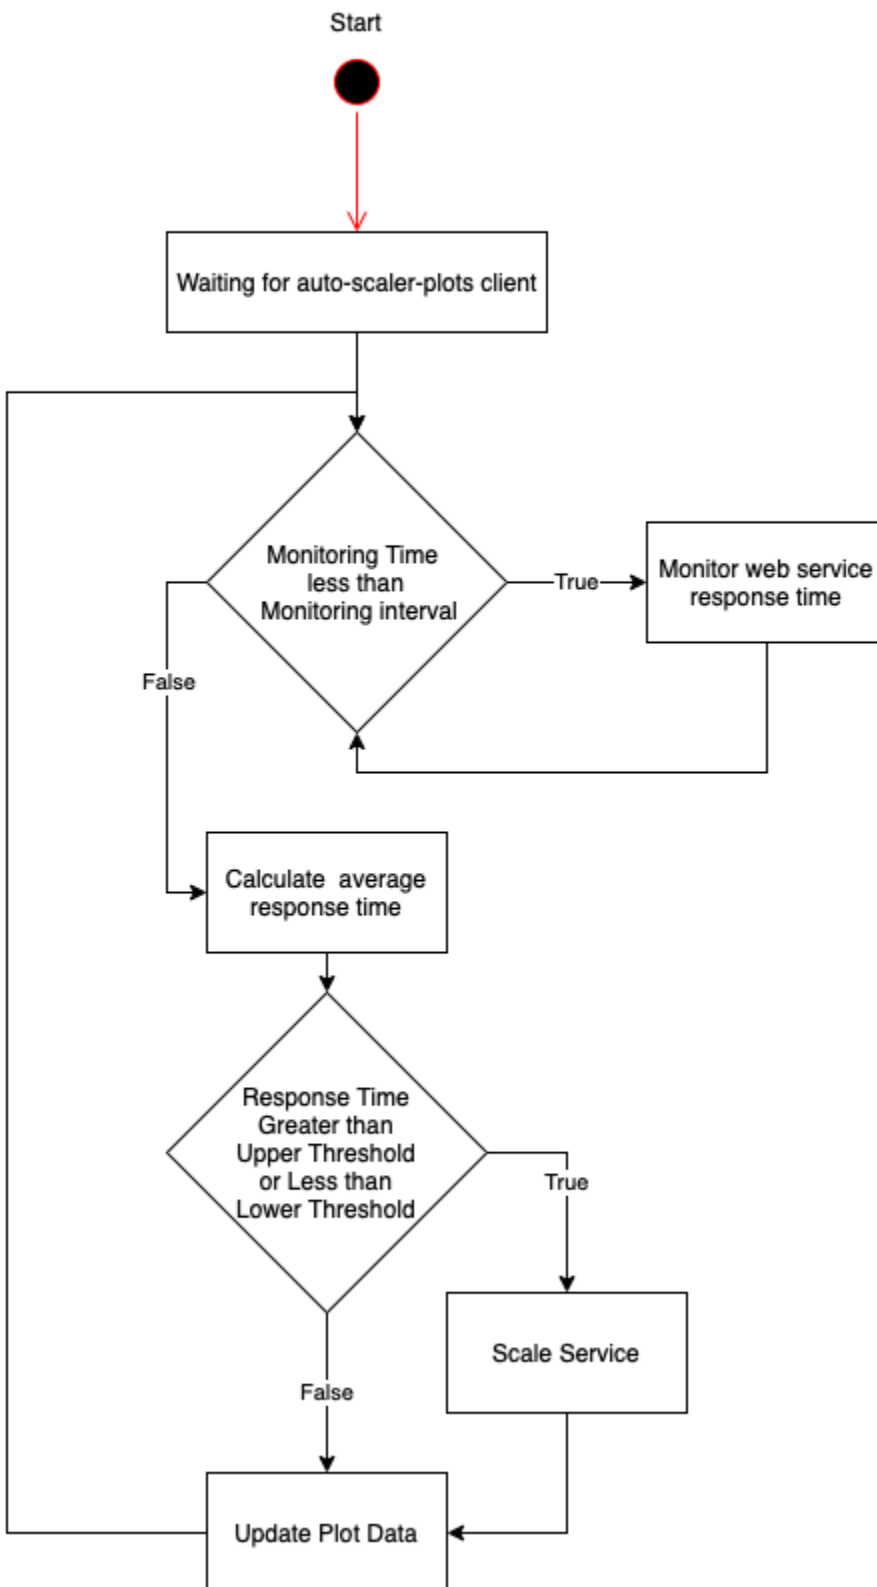 Start
Waiting for auto-scaler-plots client
Monitoring Time
less than
Monitoring interval
True
Monitor web service
response time
False
Calculate average
response time
Response Time
Greater than
Upper Threshold
or Less than
Lower Threshold
True
Scale Service
False
Update Plot Data